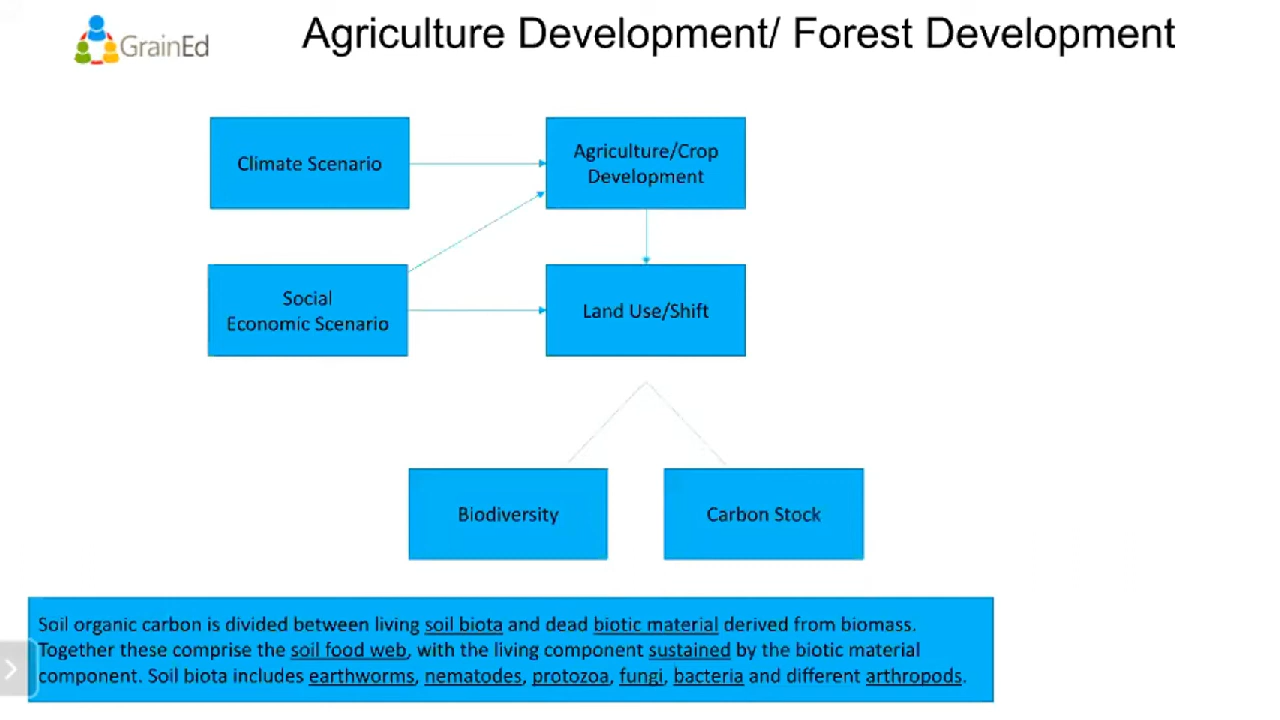 GrainEd
Agriculture Development/ Forest Development
Climate Scenario
Agriculture/Crop
Development
Social
Economic Scenario
Land Use/Shift
Biodiversity
Carbon Stock
Soil organic carbon is divided between living soil biota and dead biotic material derived from biomass.
Together these comprise the soil food web, with the living component sustained by the biotic material
component. Soil biota includes earthworms, nematodes, protozoa, fungi, bacteria and different arthropods.